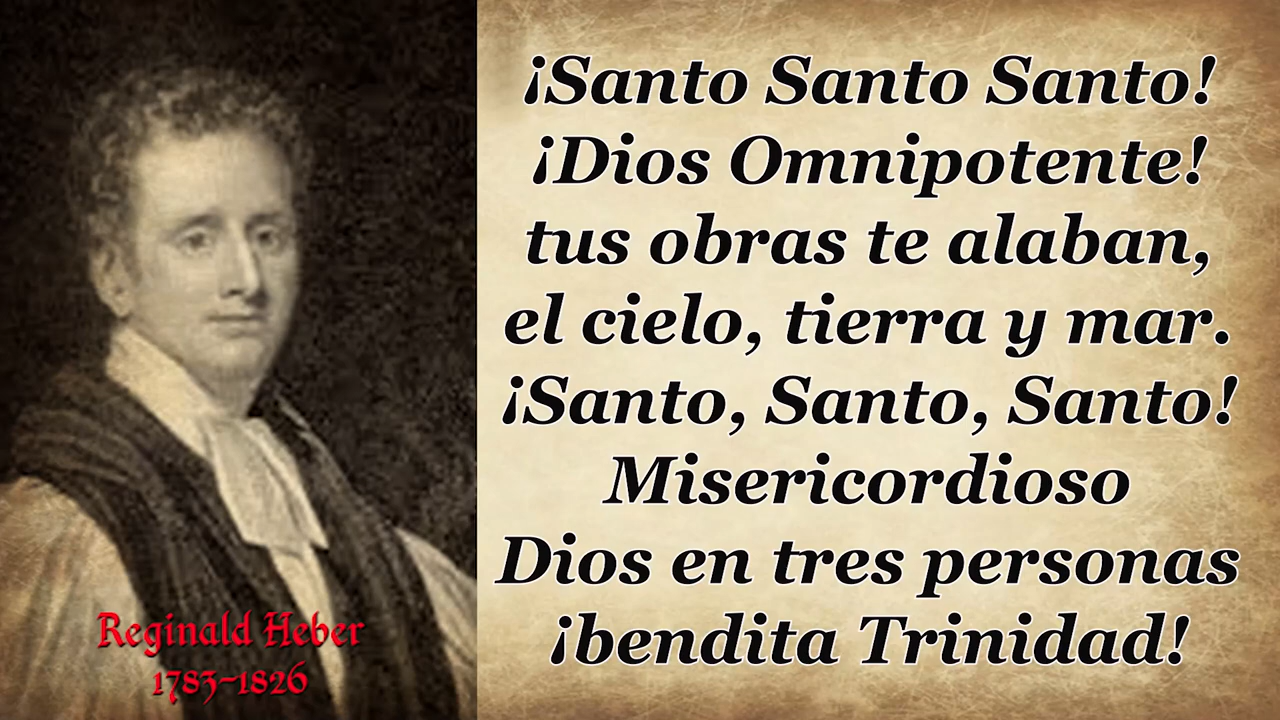 Reginald Heber
1783-1826
¡Santo Santo Santo!
¡Dios Omnipotente!
tus obras te alaban,
el cielo, tierra y mar.
¡Santo, Santo, Santo!
Misericordioso
Dios en tres personas
¡bendita Trinidad!